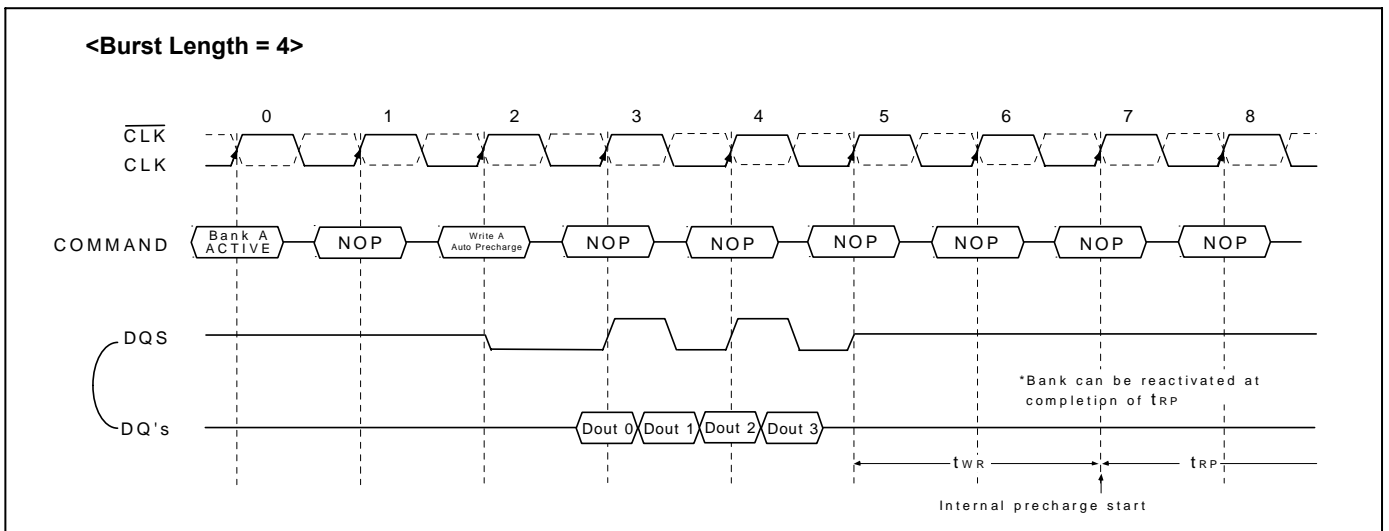 <Burst Length = 4>
0 1 2 3 4 5 6 7 8
CLK
CLK
COMMAND
Bank A
ACTIVE
NOP
Write A
Auto Precharge
NOP
NOP
NOP
NOP
NOP
NOP
DQS
*Bank can be reactivated at
completion of tRP
DQ's
Dout 0 Dout 1 Dout 2 Dout 3
tWR
tRP
Internal precharge start